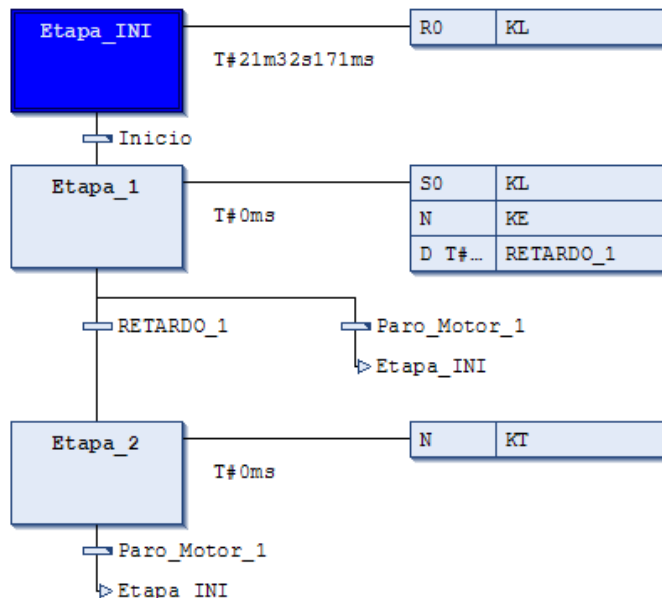 Etapa_INI
R0 KL
T#21m32s171ms
Inicio
Etapa_1
S0 KL
T#0ms
N KE
D T#… RETARDO_1
RETARDO_1 Paro_Motor_1
Etapa_INI
Etapa_2
N KT
T#0ms
Paro_Motor_1
Etapa_INI